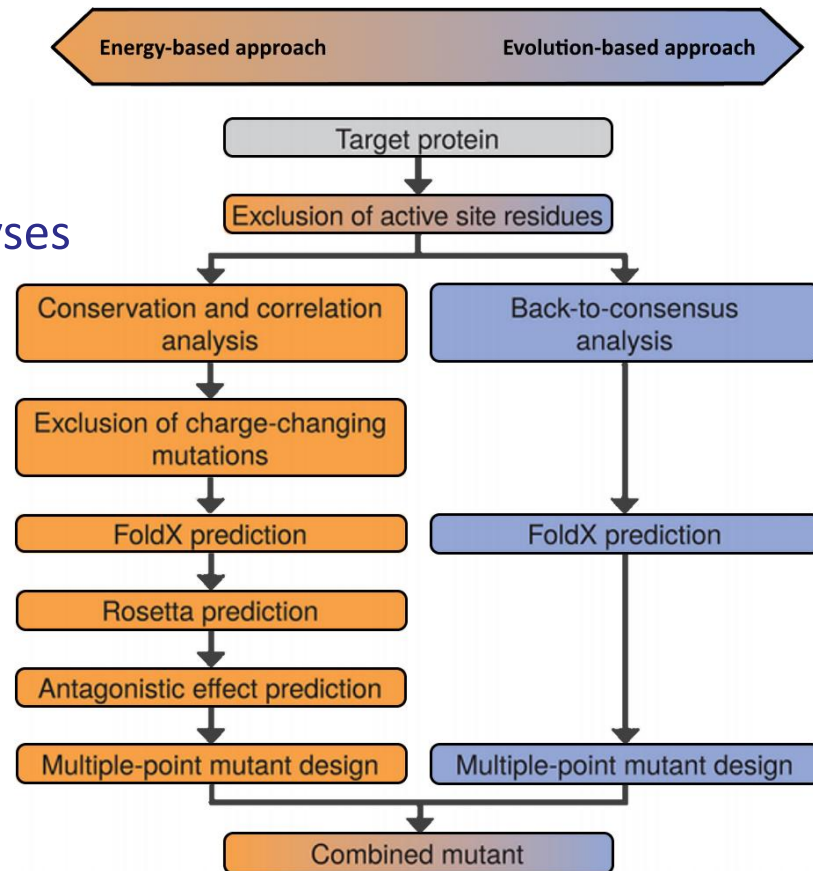 Energy-based approach
Evolution-based approach
Target protein
Exclusion of active site residues
Conservation and correlation
analysis
Exclusion of charge-changing
mutations
FoldX prediction
Rosetta prediction
Antagonistic effect prediction
Multiple-point mutant design
Back-to-consensus
analysis
FoldX prediction
Multiple-point mutant design
Combined mutant